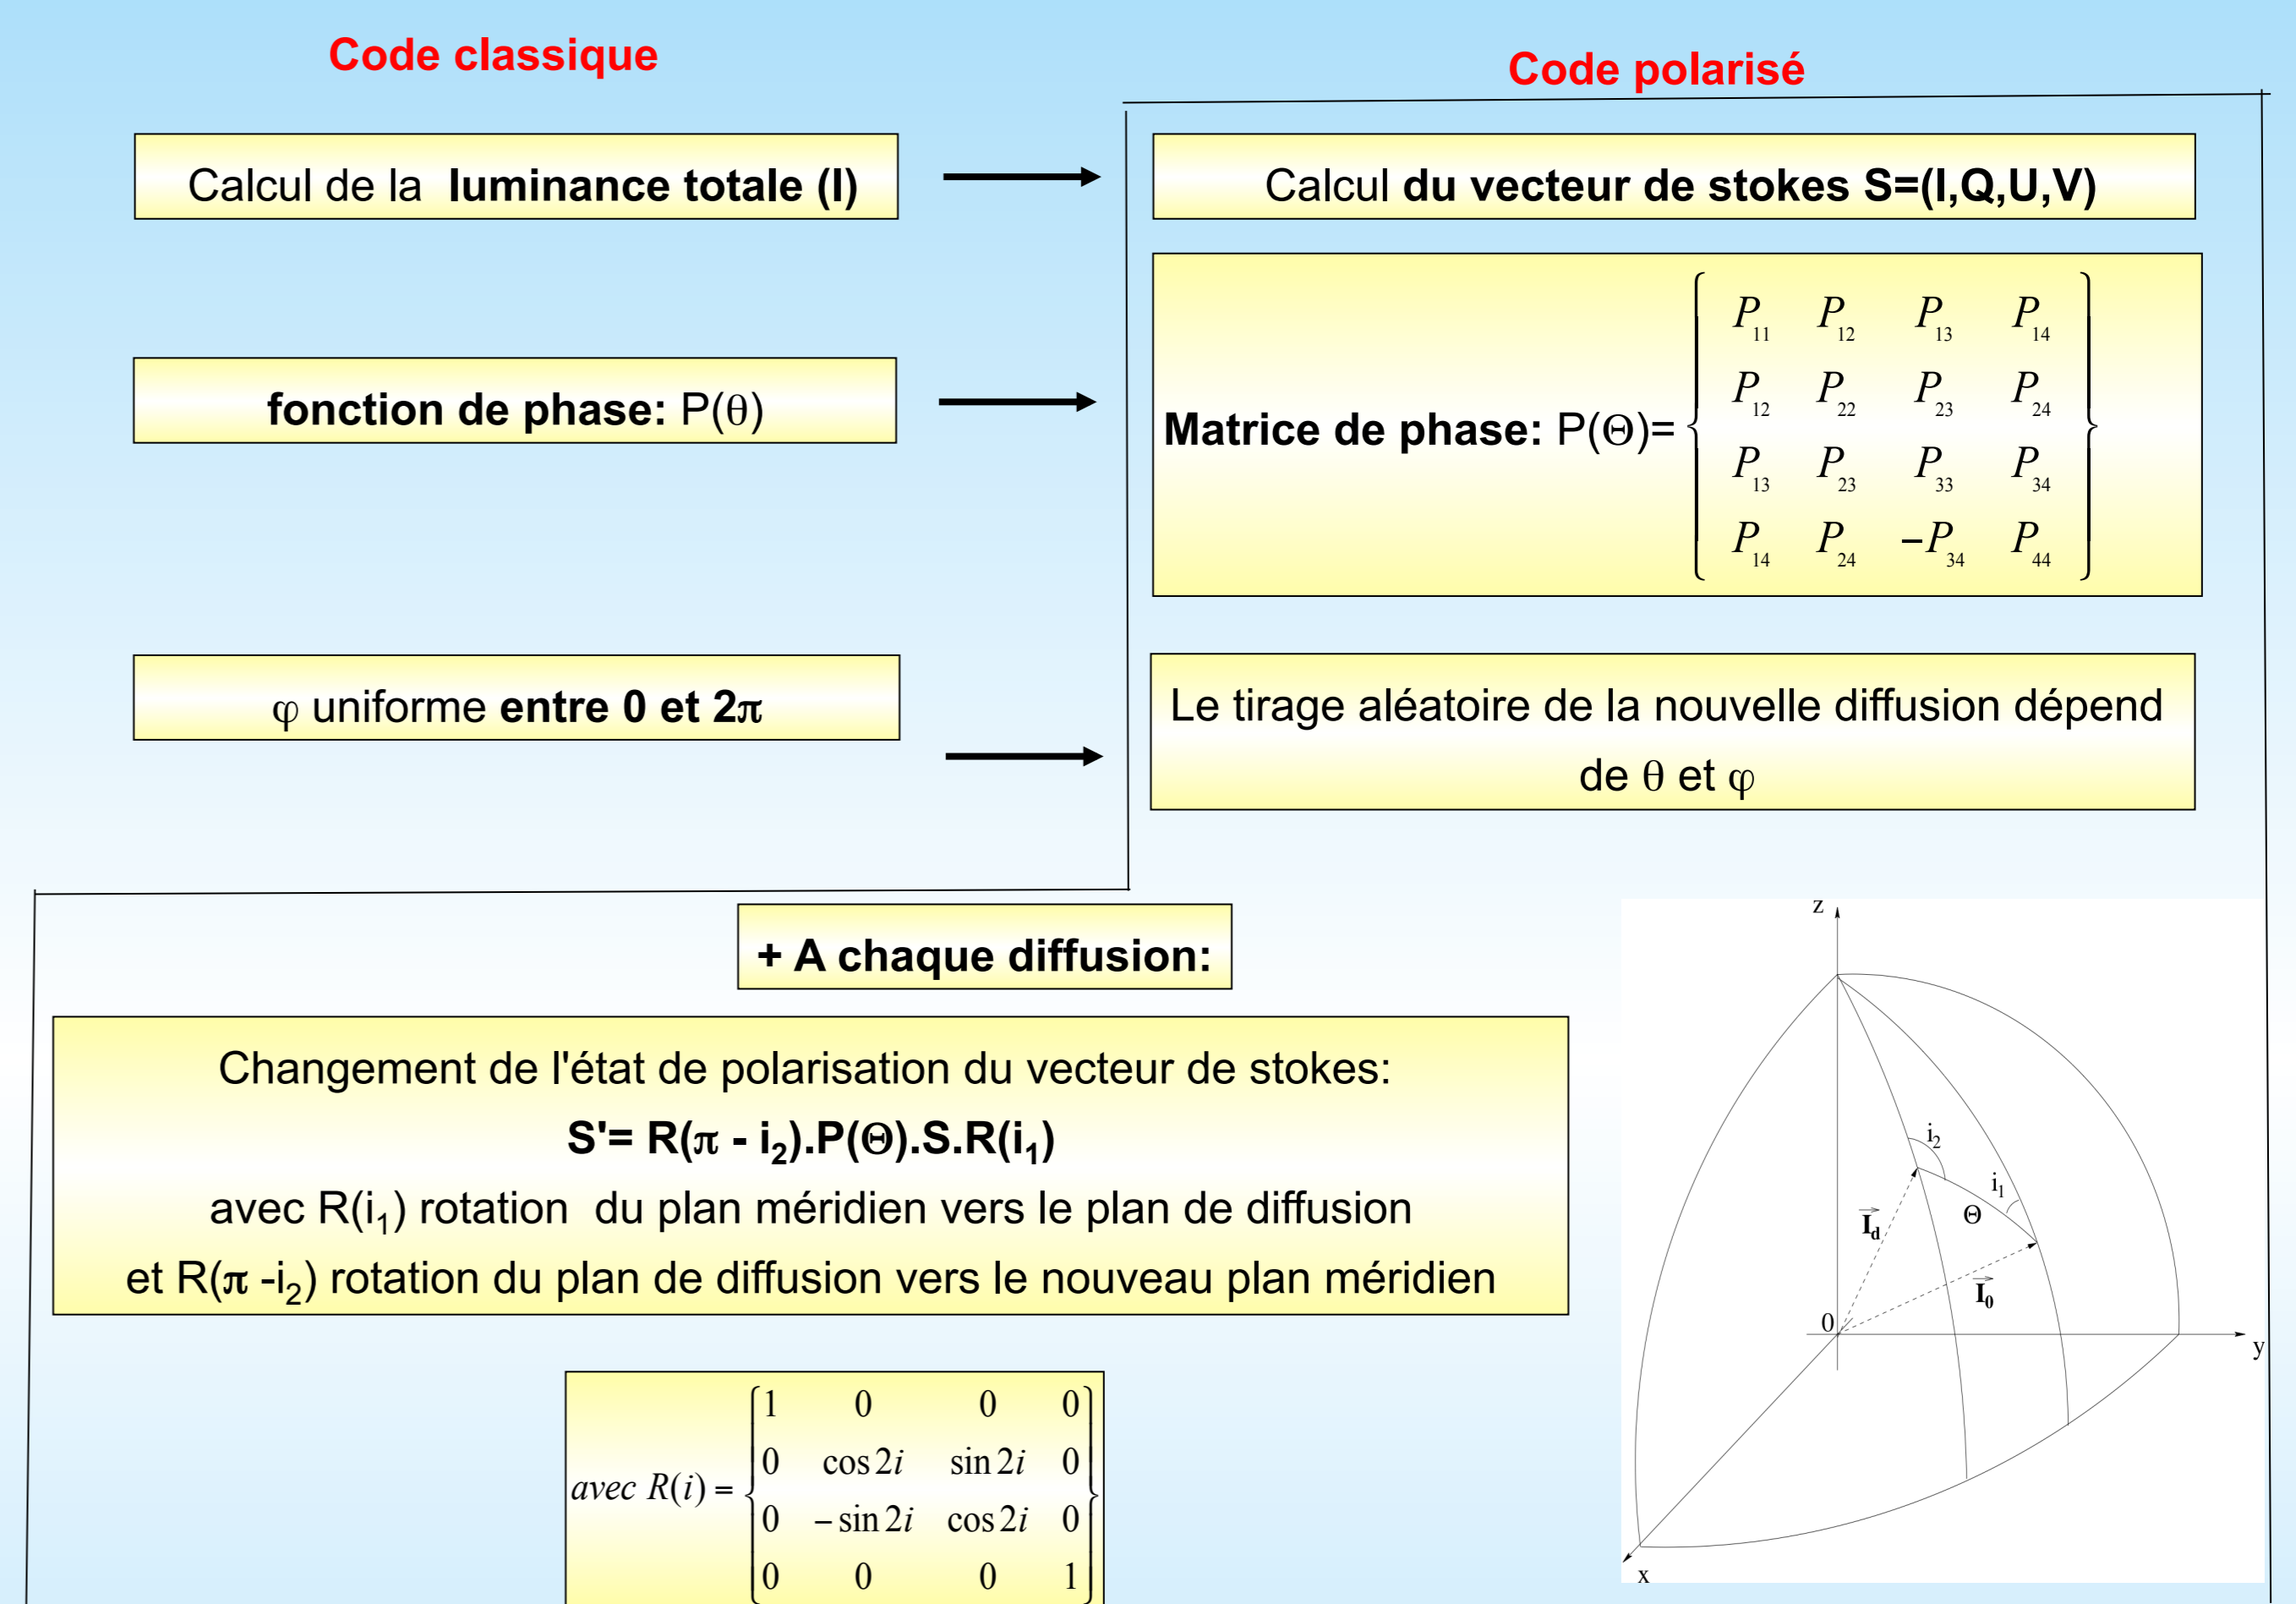 Code classique
Code polarisé
Calcul de la luminance totale (I)
Calcul du vecteur de stokes S=(I,Q,U,V)
fonction de phase: P(θ)
Matrice de phase: P(Θ)=
P11 P12 P13 P14
P12 P22 P23 P24
P13 P23 P33 P34
P14 P24 −P34 P44
φ uniforme entre 0 et 2π
Le tirage aléatoire de la nouvelle diffusion dépend
de θ et φ
+ A chaque diffusion:
Changement de l'état de polarisation du vecteur de stokes:
S'= R(π - i2).P(Θ).S.R(i1)
avec R(i1) rotation du plan méridien vers le plan de diffusion
et R(π -i2) rotation du plan de diffusion vers le nouveau plan méridien
avec R(i) =
1 0 0 0
0 cos 2i sin 2i 0
0 − sin 2i cos 2i 0
0 0 0 1
z
i2
i1
Θ
Id
I0
0
y
x